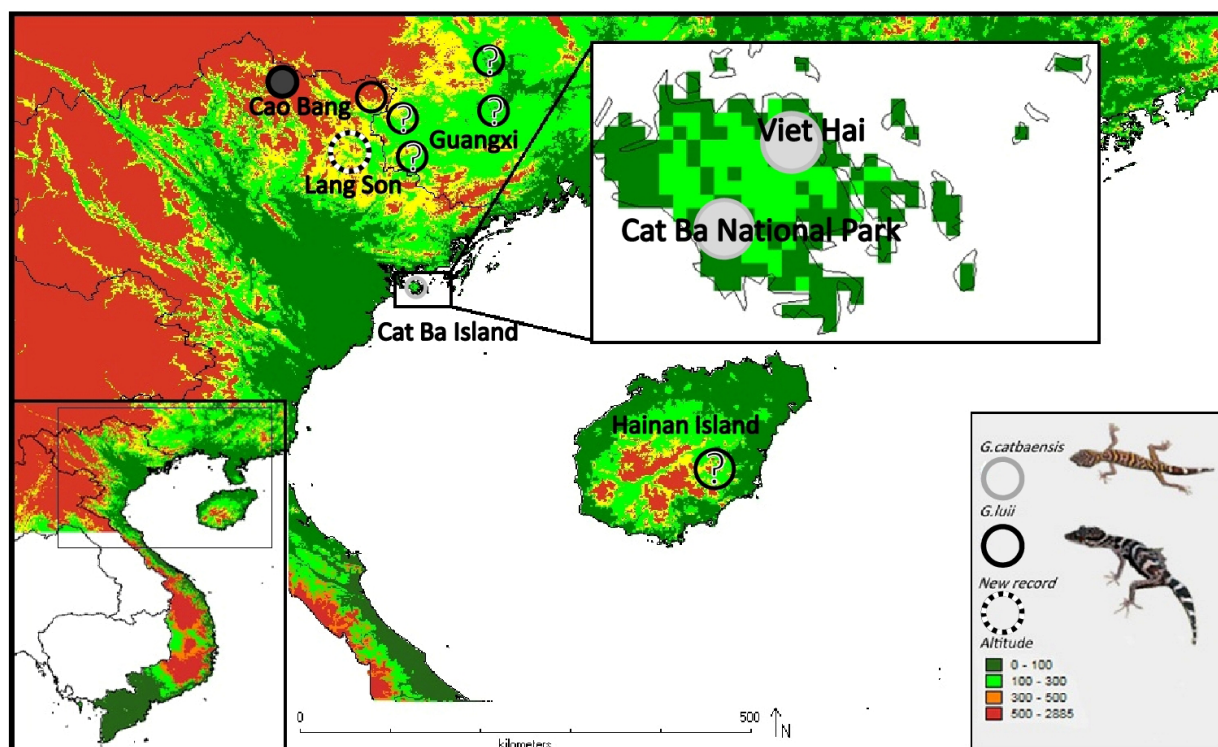 ?
Cao Bang
?
?
Guangxi
?
Lang Son
Viet Hai
Cat Ba National Park
Cat Ba Island
Hainan Island
?
G.catbaensis
G.luii
New record
Altitude
0 - 100
100 - 300
300 - 500
500 - 2885
0
500
N
kilometers